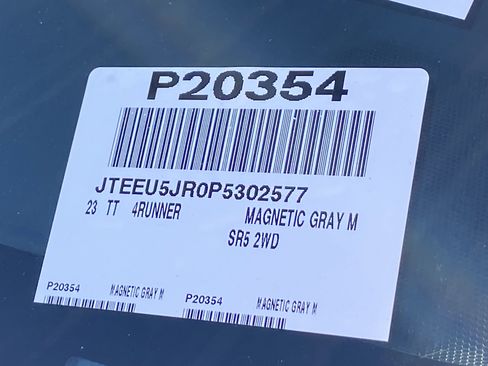 P20354
JTEEU5JR0P5302577
23 TT 4RUNNER MAGNETIC GRAY M
SR5 2WD
P20354 MAGNETIC GRAY M P20354 MAGNETIC GRAY M